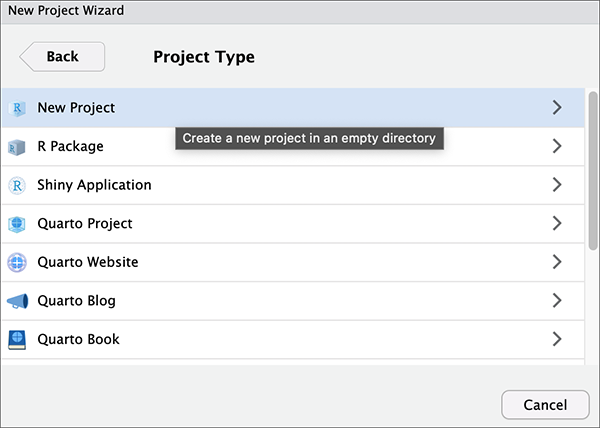 New Project Wizard
Back
Project Type
R New Project
Create a new project in an empty directory
R Package
R Shiny Application
Quarto Project
Quarto Website
Quarto Blog
Quarto Book
Cancel